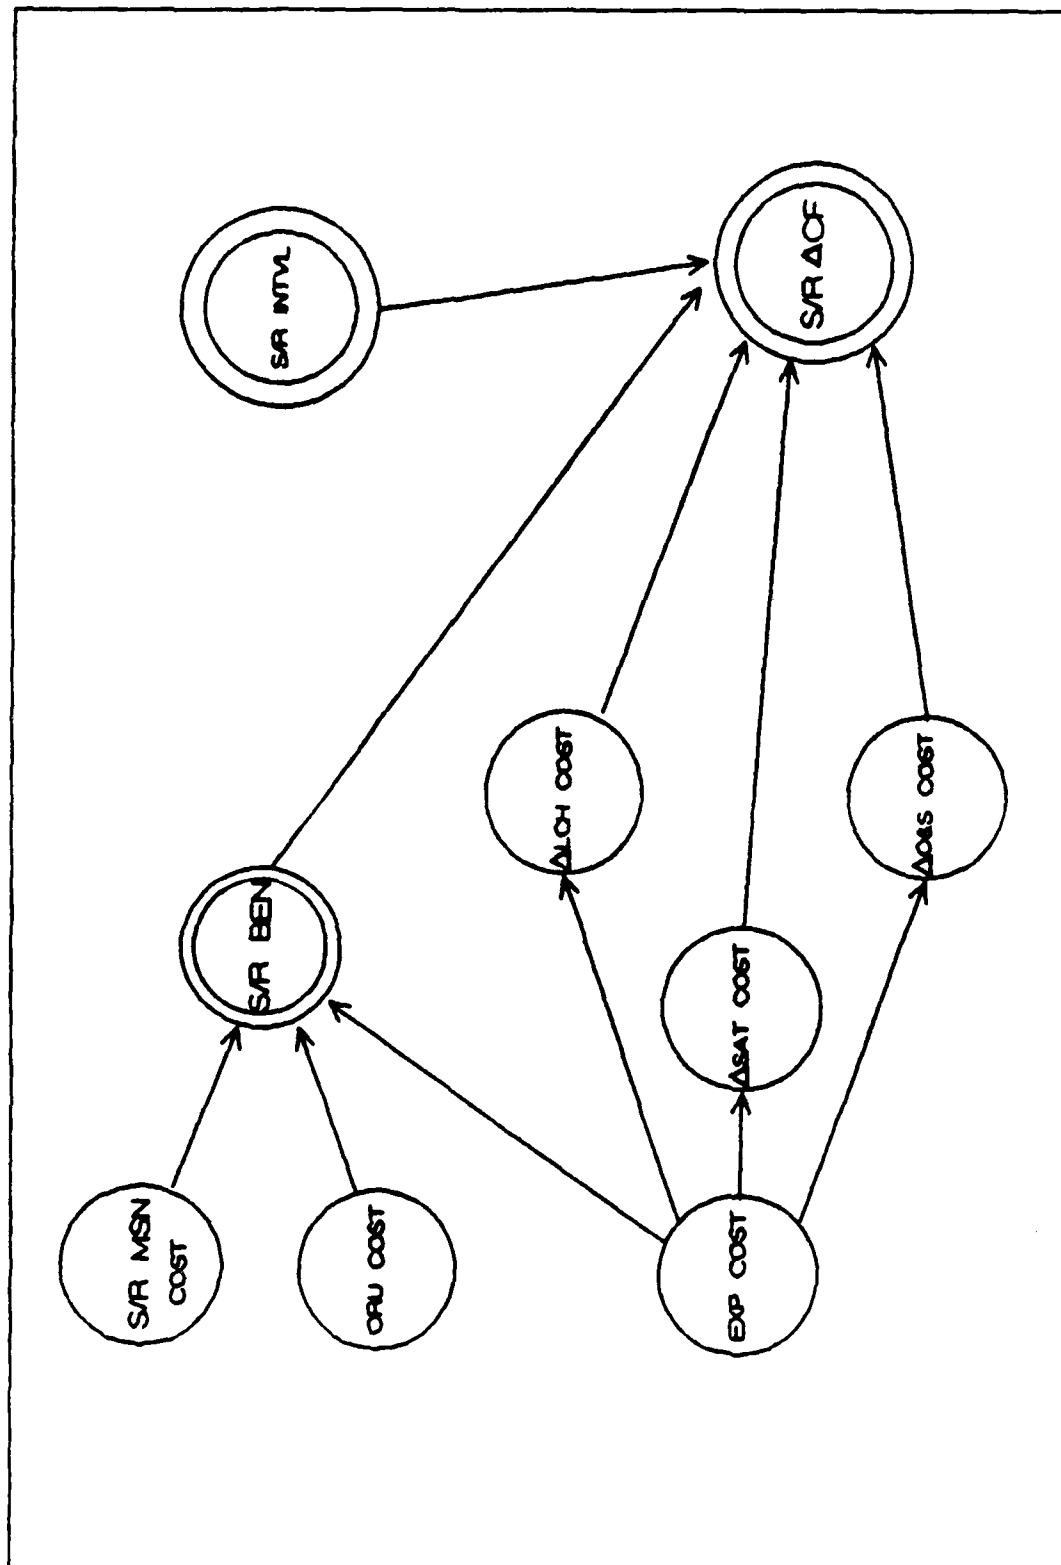 S/R MSN
COST
ORU COST
EXP COST
S/R BEN
ΔSAT COST
ΔLCH COST
ΔO&S COST
S/R INTVL
S/R ΔCF